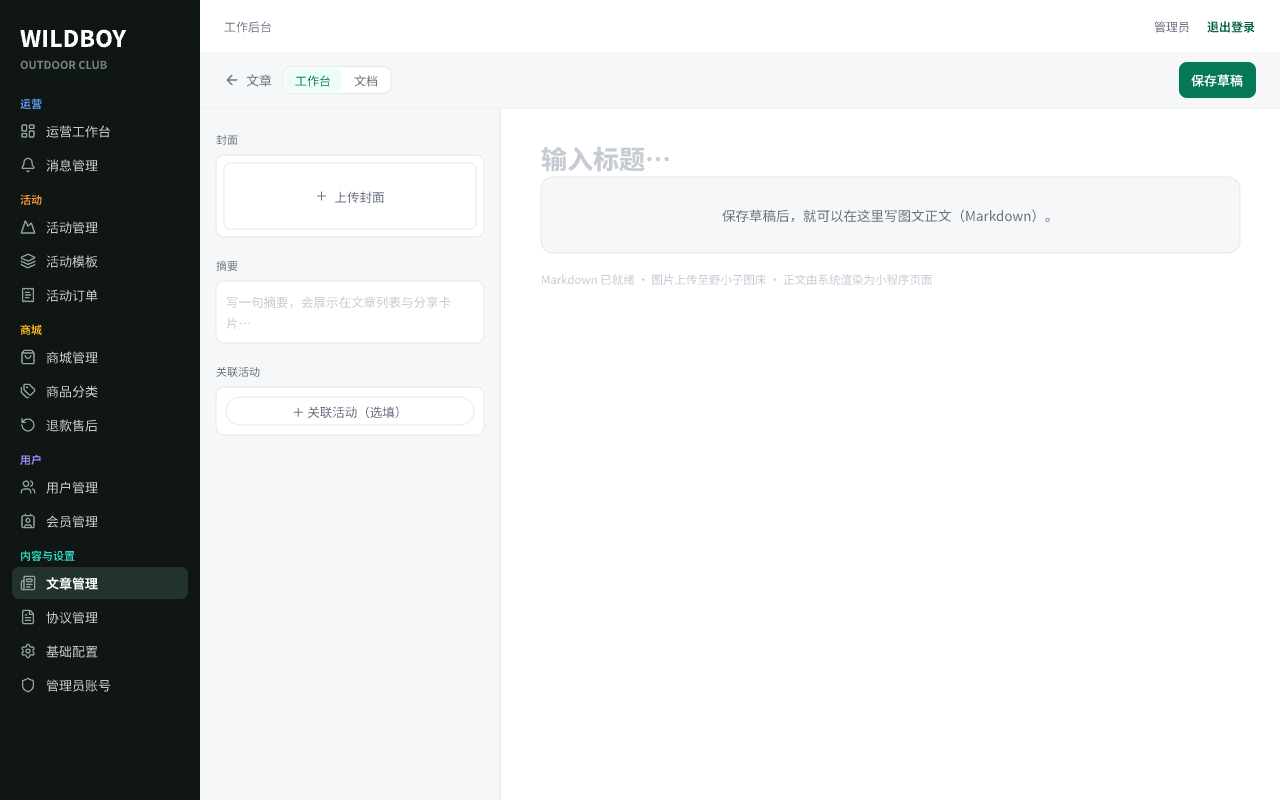 WILDBOY
OUTDOOR CLUB
运营
运营工作台
消息管理
活动
活动管理
活动模板
活动订单
商城
商城管理
商品分类
退款售后
用户
用户管理
会员管理
内容与设置
文章管理
协议管理
基础配置
管理员账号
工作后台
管理员 退出登录
← 文章 工作台 文档
保存草稿
封面
+ 上传封面
摘要
写一句摘要，会展示在文章列表与分享卡
片…
关联活动
+ 关联活动（选填）
输入标题…
保存草稿后，就可以在这里写图文正文（Markdown）。
Markdown 已就绪 · 图片上传至野小子图床 · 正文由系统渲染为小程序页面